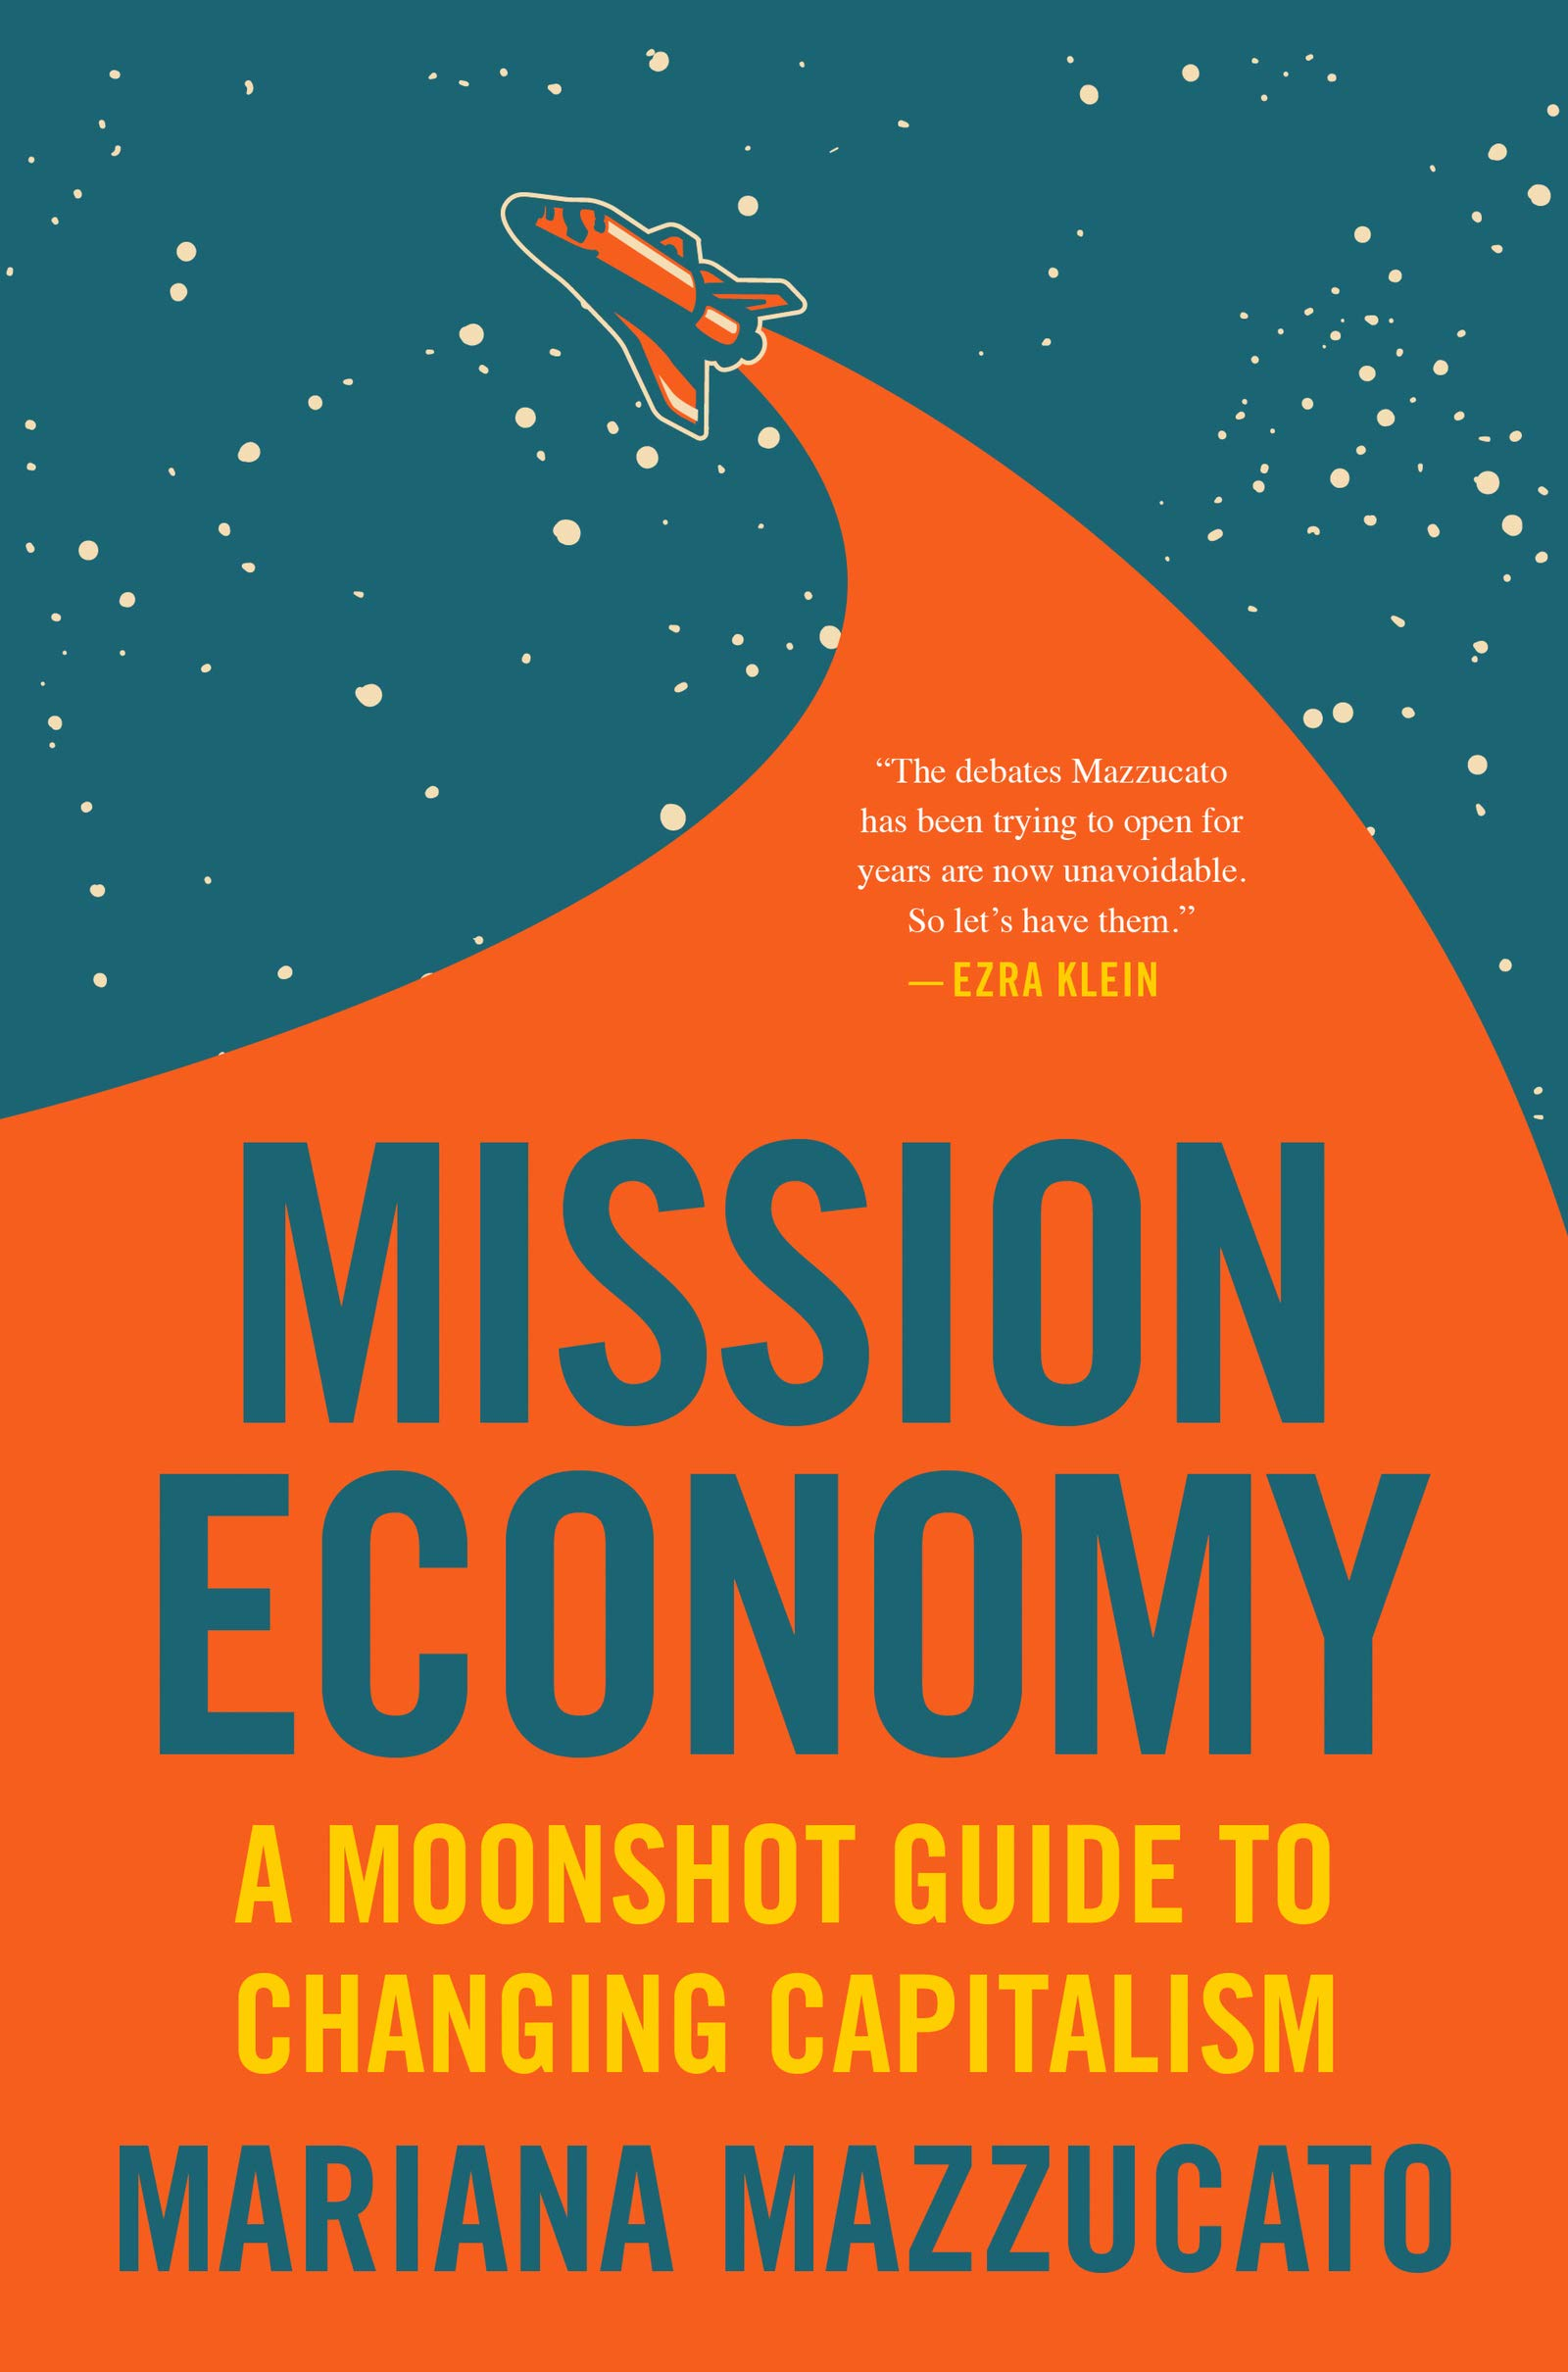 “The debates Mazzucato
has been trying to open for
years are now unavoidable.
So let’s have them.”
— EZRA KLEIN
MISSION
ECONOMY
A MOONSHOT GUIDE TO
CHANGING CAPITALISM
MARIANA MAZZUCATO